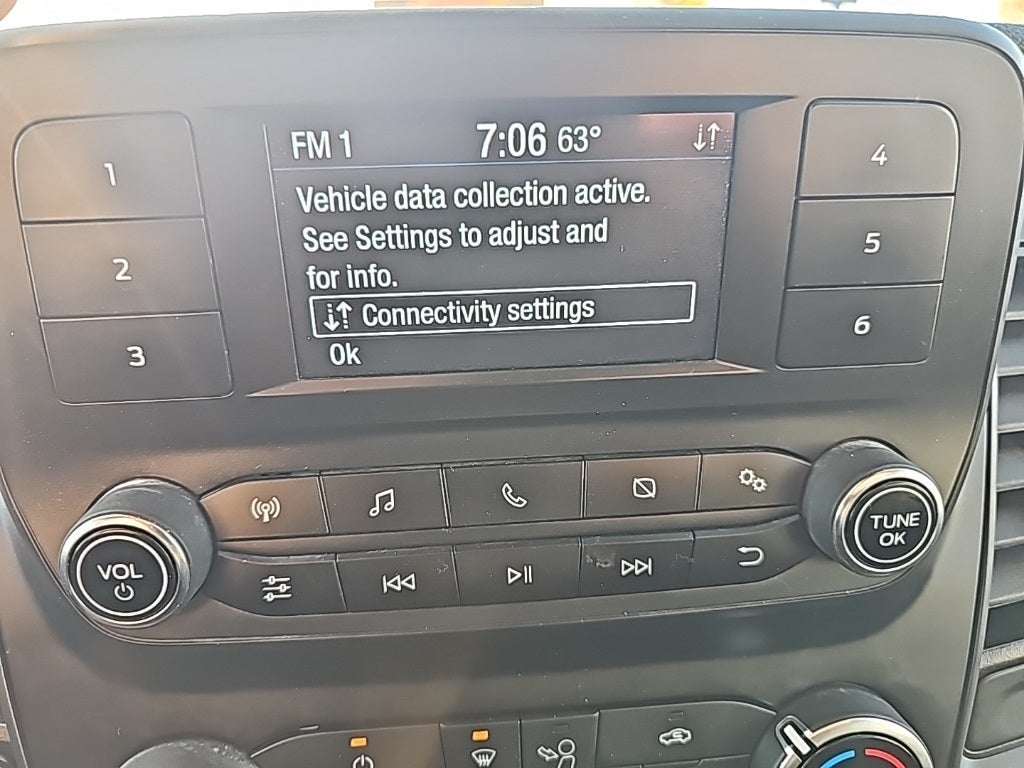 FM 1 7:06 63°
Vehicle data collection active.
See Settings to adjust and
for info.
Connectivity settings
Ok
1
2
3
4
5
6
VOL
TUNE
OK